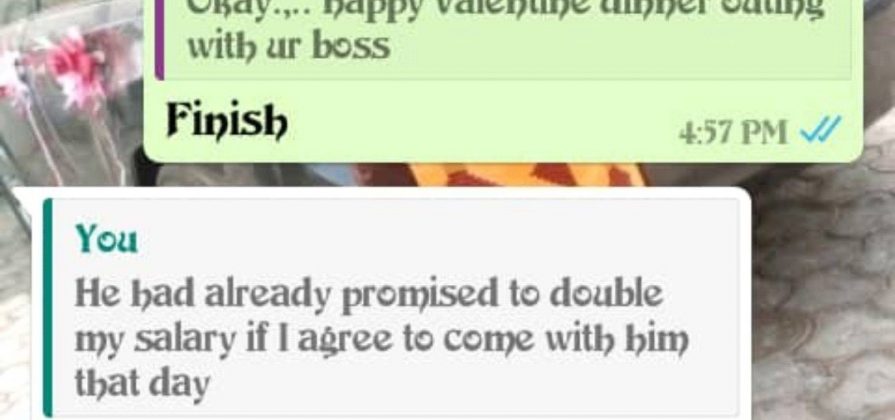 Okay.,.. happy valentine dinner outing
with ur boss
Finish
4:57 PM
You
He had already promised to double
my salary if I agree to come with him
that day